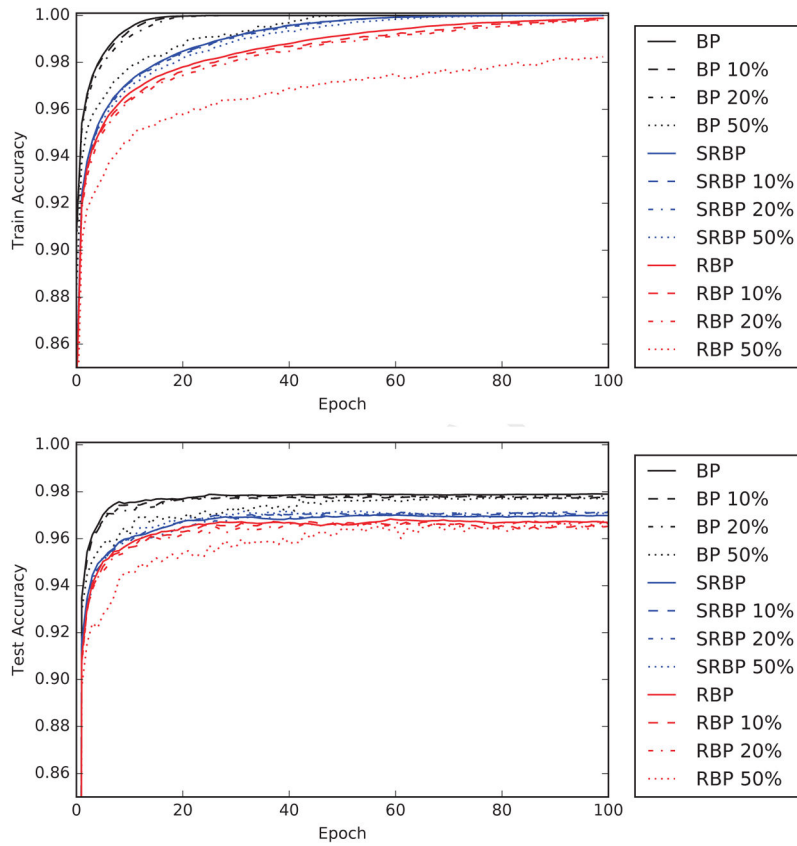 1.00
0.98
0.96
0.94
0.92
0.90
0.88
0.86
Train Accuracy
0
20
40
60
80
100
Epoch
BP
BP 10%
BP 20%
BP 50%
SRBP
SRBP 10%
SRBP 20%
SRBP 50%
RBP
RBP 10%
RBP 20%
RBP 50%
1.00
0.98
0.96
0.94
0.92
0.90
0.88
0.86
Test Accuracy
0
20
40
60
80
100
Epoch
BP
BP 10%
BP 20%
BP 50%
SRBP
SRBP 10%
SRBP 20%
SRBP 50%
RBP
RBP 10%
RBP 20%
RBP 50%